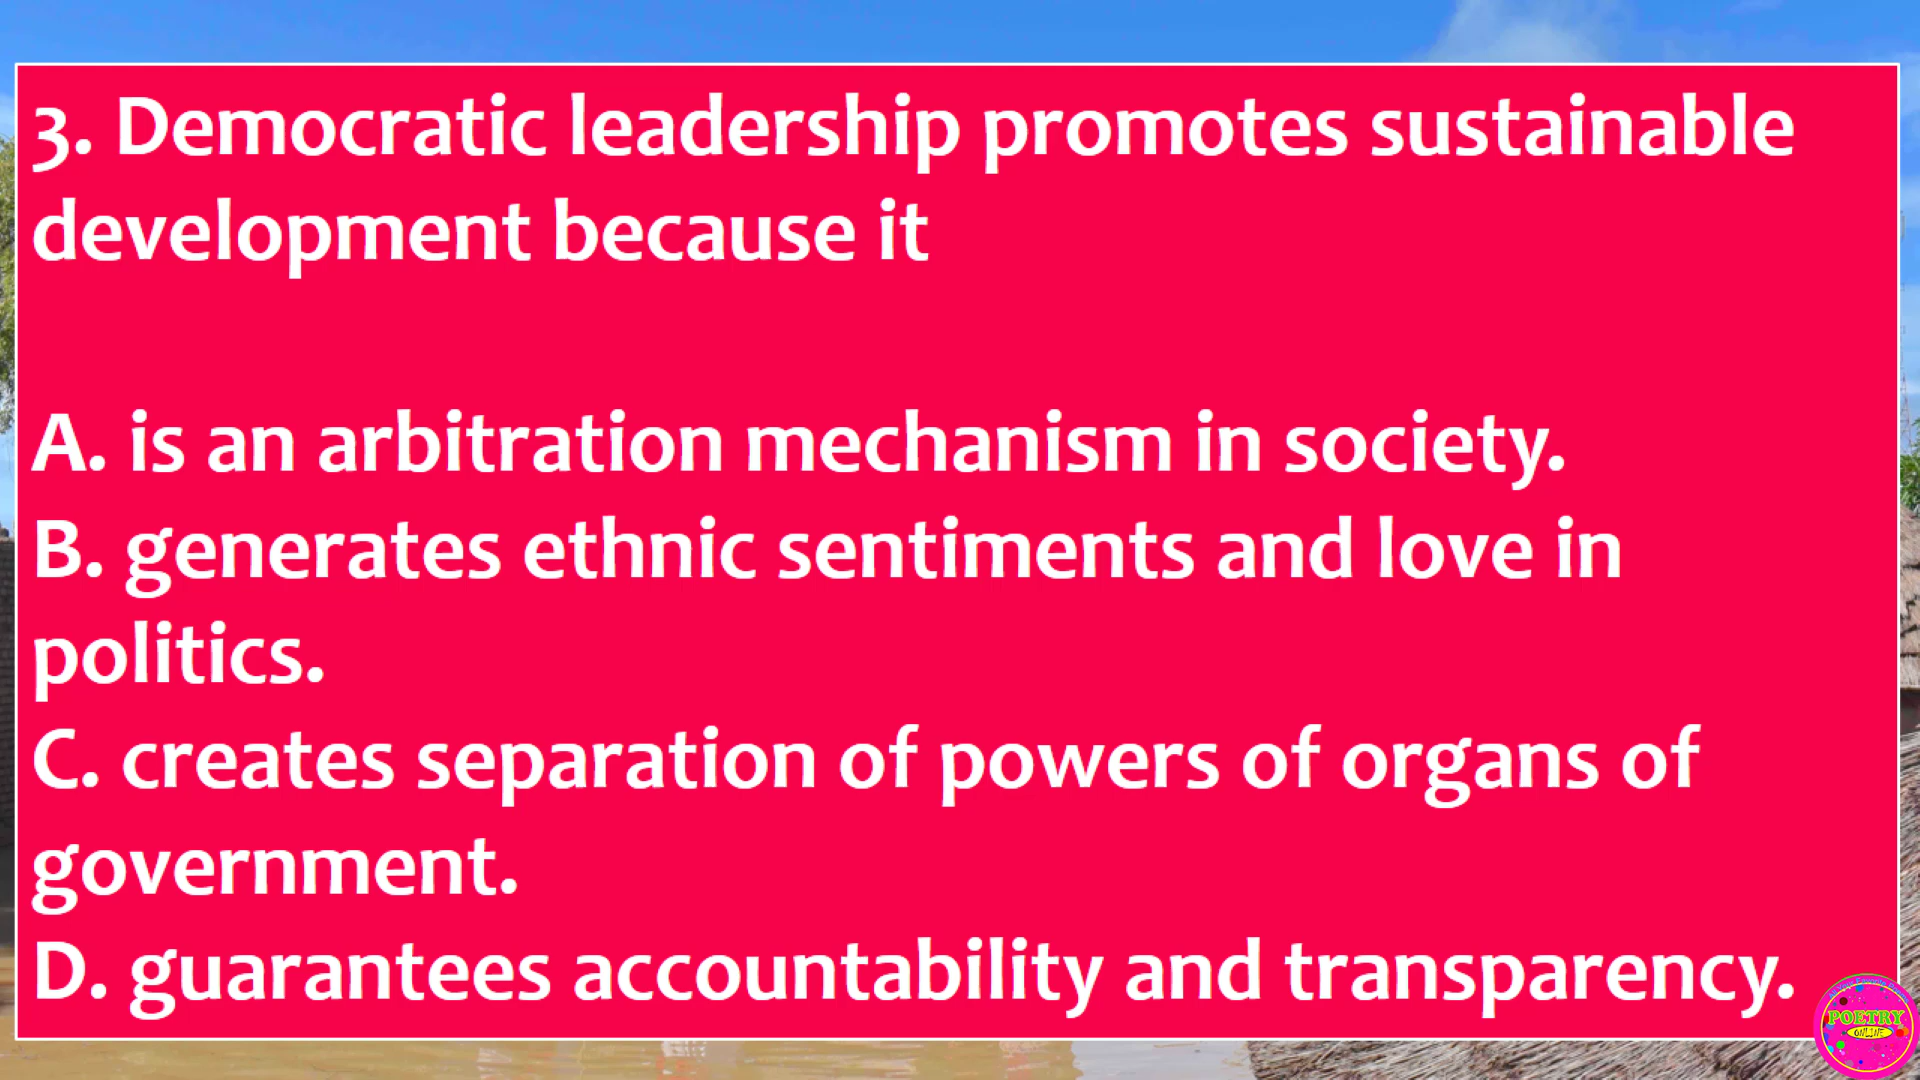 3. Democratic leadership promotes sustainable
development because it
A. is an arbitration mechanism in society.
B. generates ethnic sentiments and love in
politics.
C. creates separation of powers of organs of
government.
D. guarantees accountability and transparency.
POETRY
ONLINE